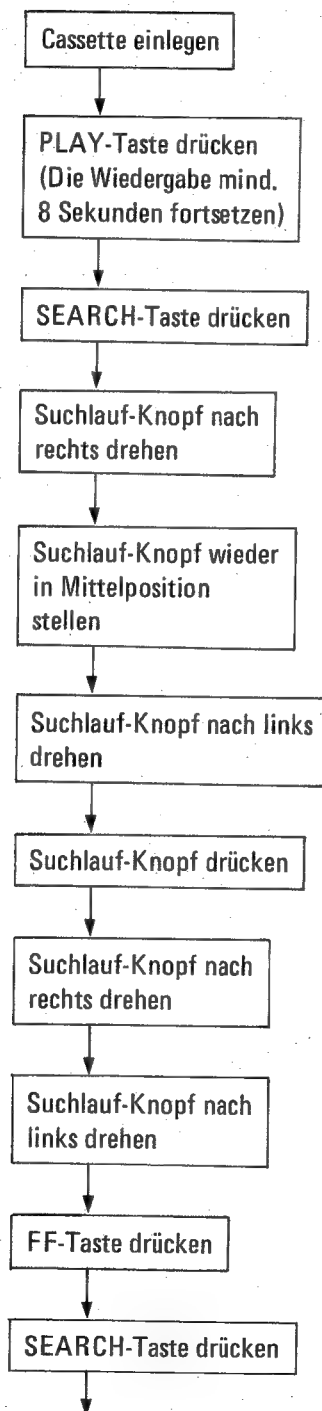 Cassette einlegen
PLAY-Taste drücken
(Die Wiedergabe mind.
8 Sekunden fortsetzen)
SEARCH-Taste drücken
Suchlauf-Knopf nach
rechts drehen
Suchlauf-Knopf wieder
in Mittelposition
stellen
Suchlauf-Knopf nach links
drehen
Suchlauf-Knopf drücken
Suchlauf-Knopf nach
rechts drehen
Suchlauf-Knopf nach
links drehen
FF-Taste drücken
SEARCH-Taste drücken